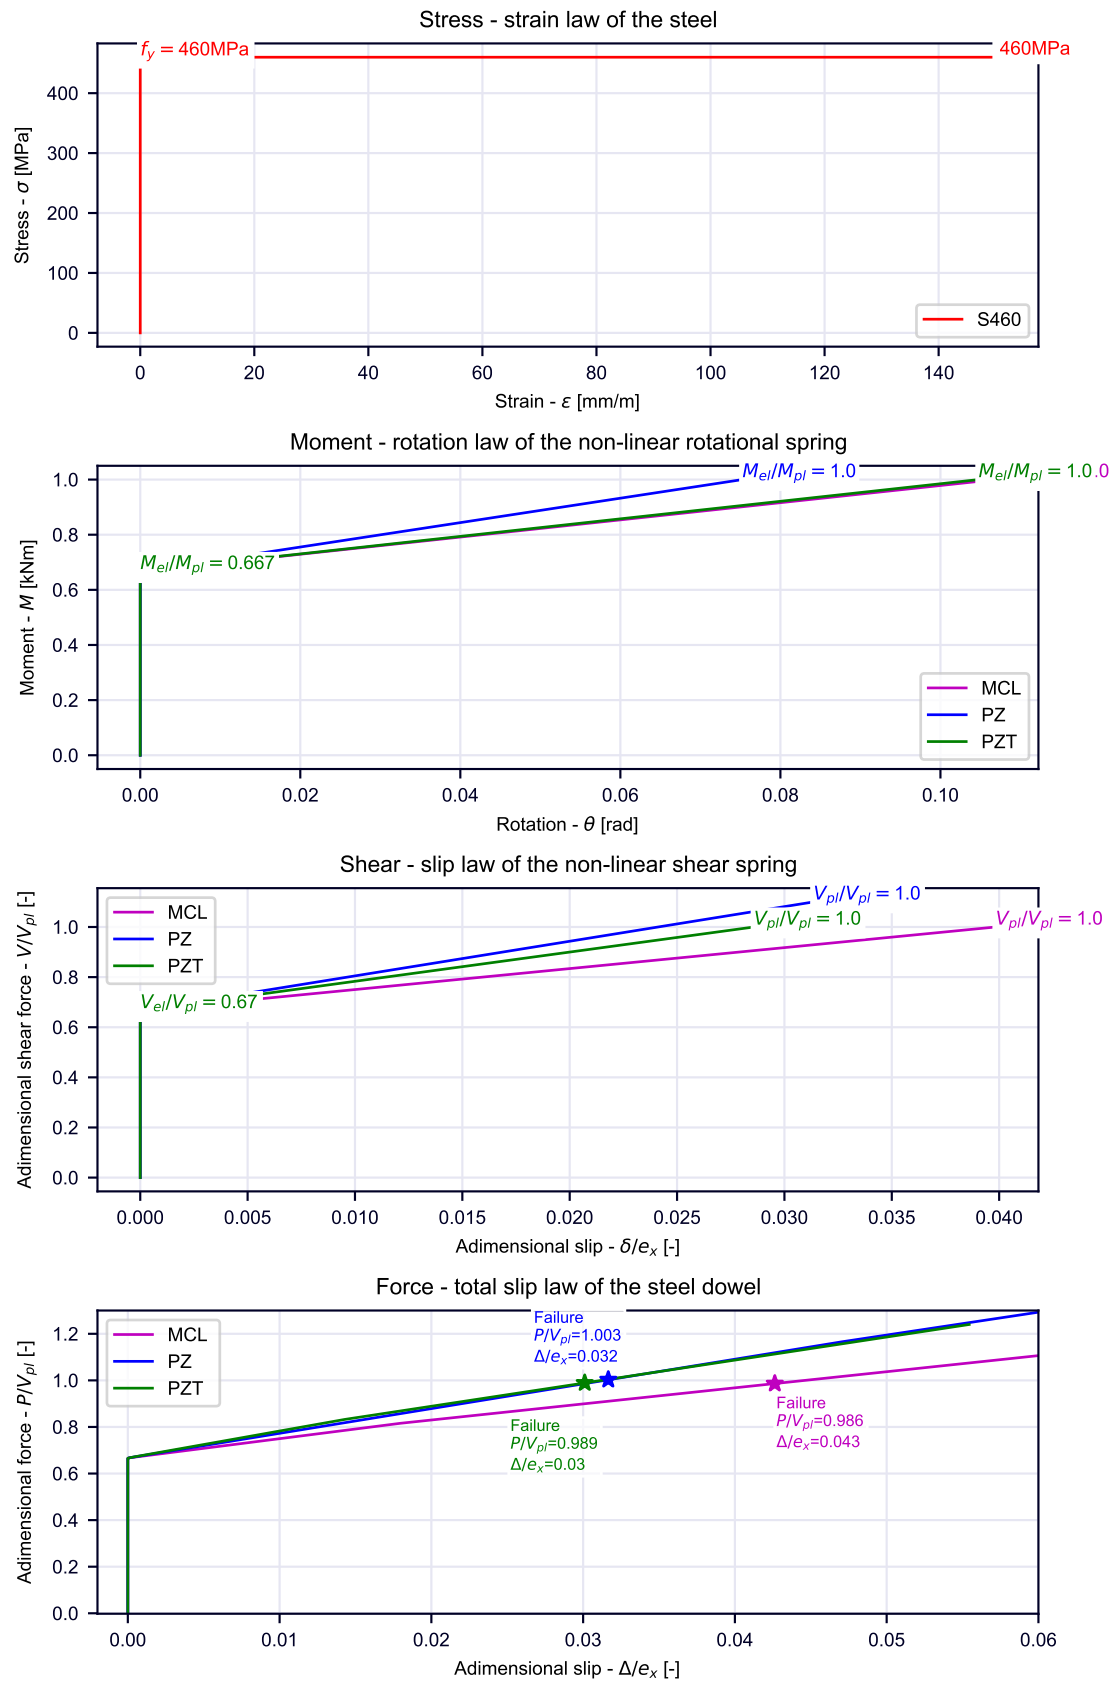 Stress - strain law of the steel
f_y = 460MPa
460MPa
400
300
200
100
0
Stress - σ [MPa]
S460
0 20 40 60 80 100 120 140
Strain - ε [mm/m]
Moment - rotation law of the non-linear rotational spring
M_el/M_pl = 1.0
M_el/M_pl = 1.0.0
M_el/M_pl = 0.667
1.0
0.8
0.6
0.4
0.2
0.0
Moment - M [kNm]
MCL
PZ
PZT
0.00 0.02 0.04 0.06 0.08 0.10
Rotation - θ [rad]
Shear - slip law of the non-linear shear spring
MCL
PZ
PZT
V_pl/V_pl = 1.0
V_pl/V_pl = 1.0
V_pl/V_pl = 1.0
V_el/V_pl = 0.67
1.0
0.8
0.6
0.4
0.2
0.0
Adimensional shear force - V/V_pl [-]
0.000 0.005 0.010 0.015 0.020 0.025 0.030 0.035 0.040
Adimensional slip - δ/e_x [-]
Force - total slip law of the steel dowel
MCL
PZ
PZT
Failure
P/V_pl=1.003
Δ/e_x=0.032
Failure
P/V_pl=0.986
Δ/e_x=0.043
Failure
P/V_pl=0.989
Δ/e_x=0.03
1.2
1.0
0.8
0.6
0.4
0.2
0.0
Adimensional force - P/V_pl [-]
0.00 0.01 0.02 0.03 0.04 0.05 0.06
Adimensional slip - Δ/e_x [-]